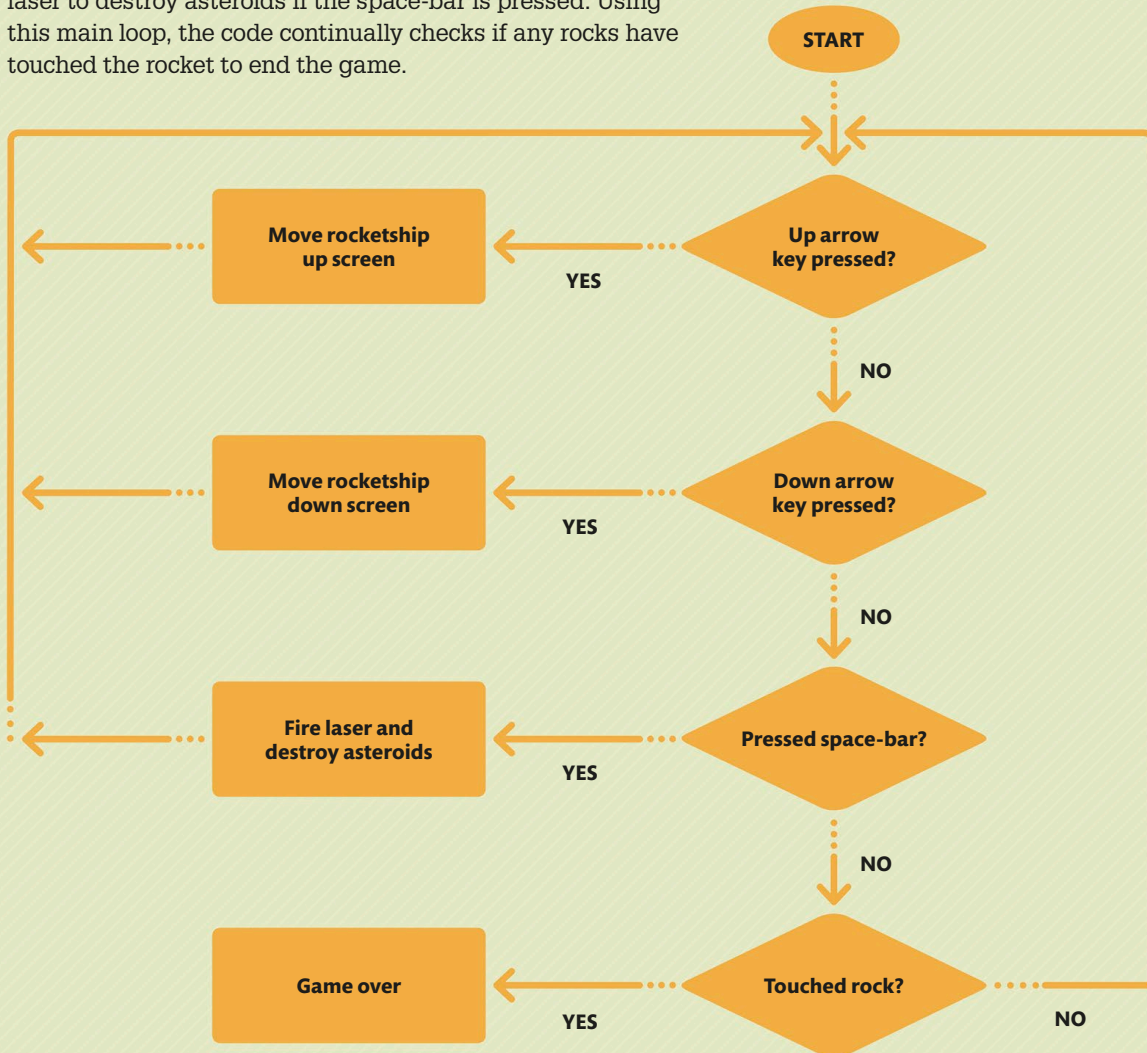 laser to destroy asteroids if the space-bar is pressed. Using
this main loop, the code continually checks if any rocks have
touched the rocket to end the game.
START
Up arrow
key pressed?
YES
Move rocketship
up screen
NO
Down arrow
key pressed?
YES
Move rocketship
down screen
NO
Pressed space-bar?
YES
Fire laser and
destroy asteroids
NO
Touched rock?
YES
Game over
NO